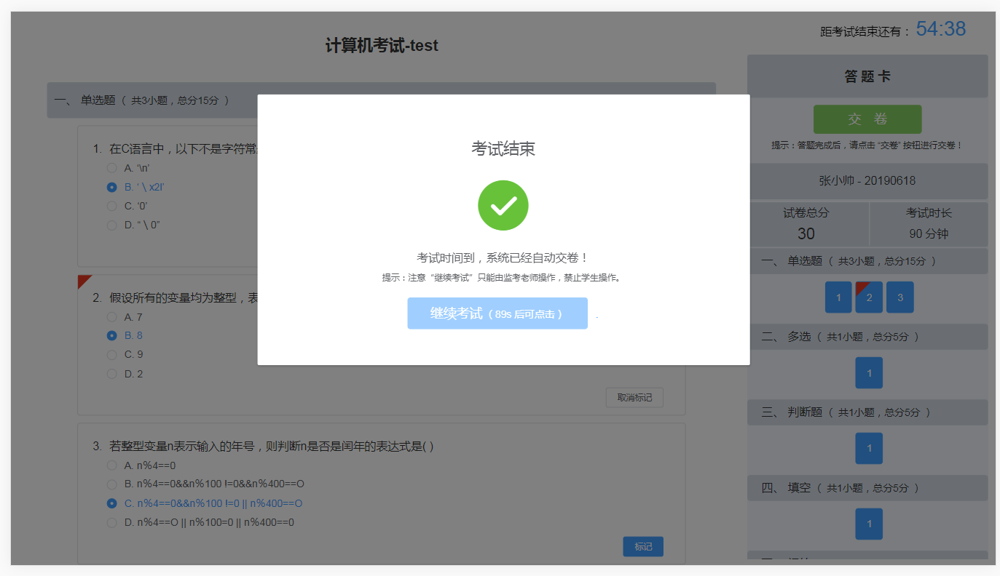 距考试结束还有： 54:38
计算机考试-test
一、 单选题（ 共3小题，总分15分 ）
1. 在C语言中，以下不是字符常
A. ‘\n’
B. ‘ \ x2l’
C. ‘0’
D. “ \ 0”
2. 假设所有的变量均为整型，表
A. 7
B. 8
C. 9
D. 2
取消标记
3. 若整型变量n表示输入的年号，则判断n是否是闰年的表达式是( )
A. n%4==0
B. n%4==0&&n%100 !=0&&n%400==O
C. n%4==0&&n%100 !=0 || n%400==O
D. n%4==O || n%100=0 || n%400==0
标记
考试结束
考试时间到，系统已经自动交卷！
提示：注意“继续考试”只能由监考老师操作，禁止学生操作。
继续考试（ 89s 后可点击 ） .
答 题 卡
交 卷
提示：答题完成后，请点击 “交卷” 按钮进行交卷！
张小帅 - 20190618
试卷总分 考试时长
30 90 分钟
一、 单选题（ 共3小题，总分15分 ）
1 2 3
二、 多选（ 共1小题，总分5分 ）
1
三、 判断题（ 共1小题，总分5分 ）
1
四、 填空（ 共1小题，总分5分 ）
1